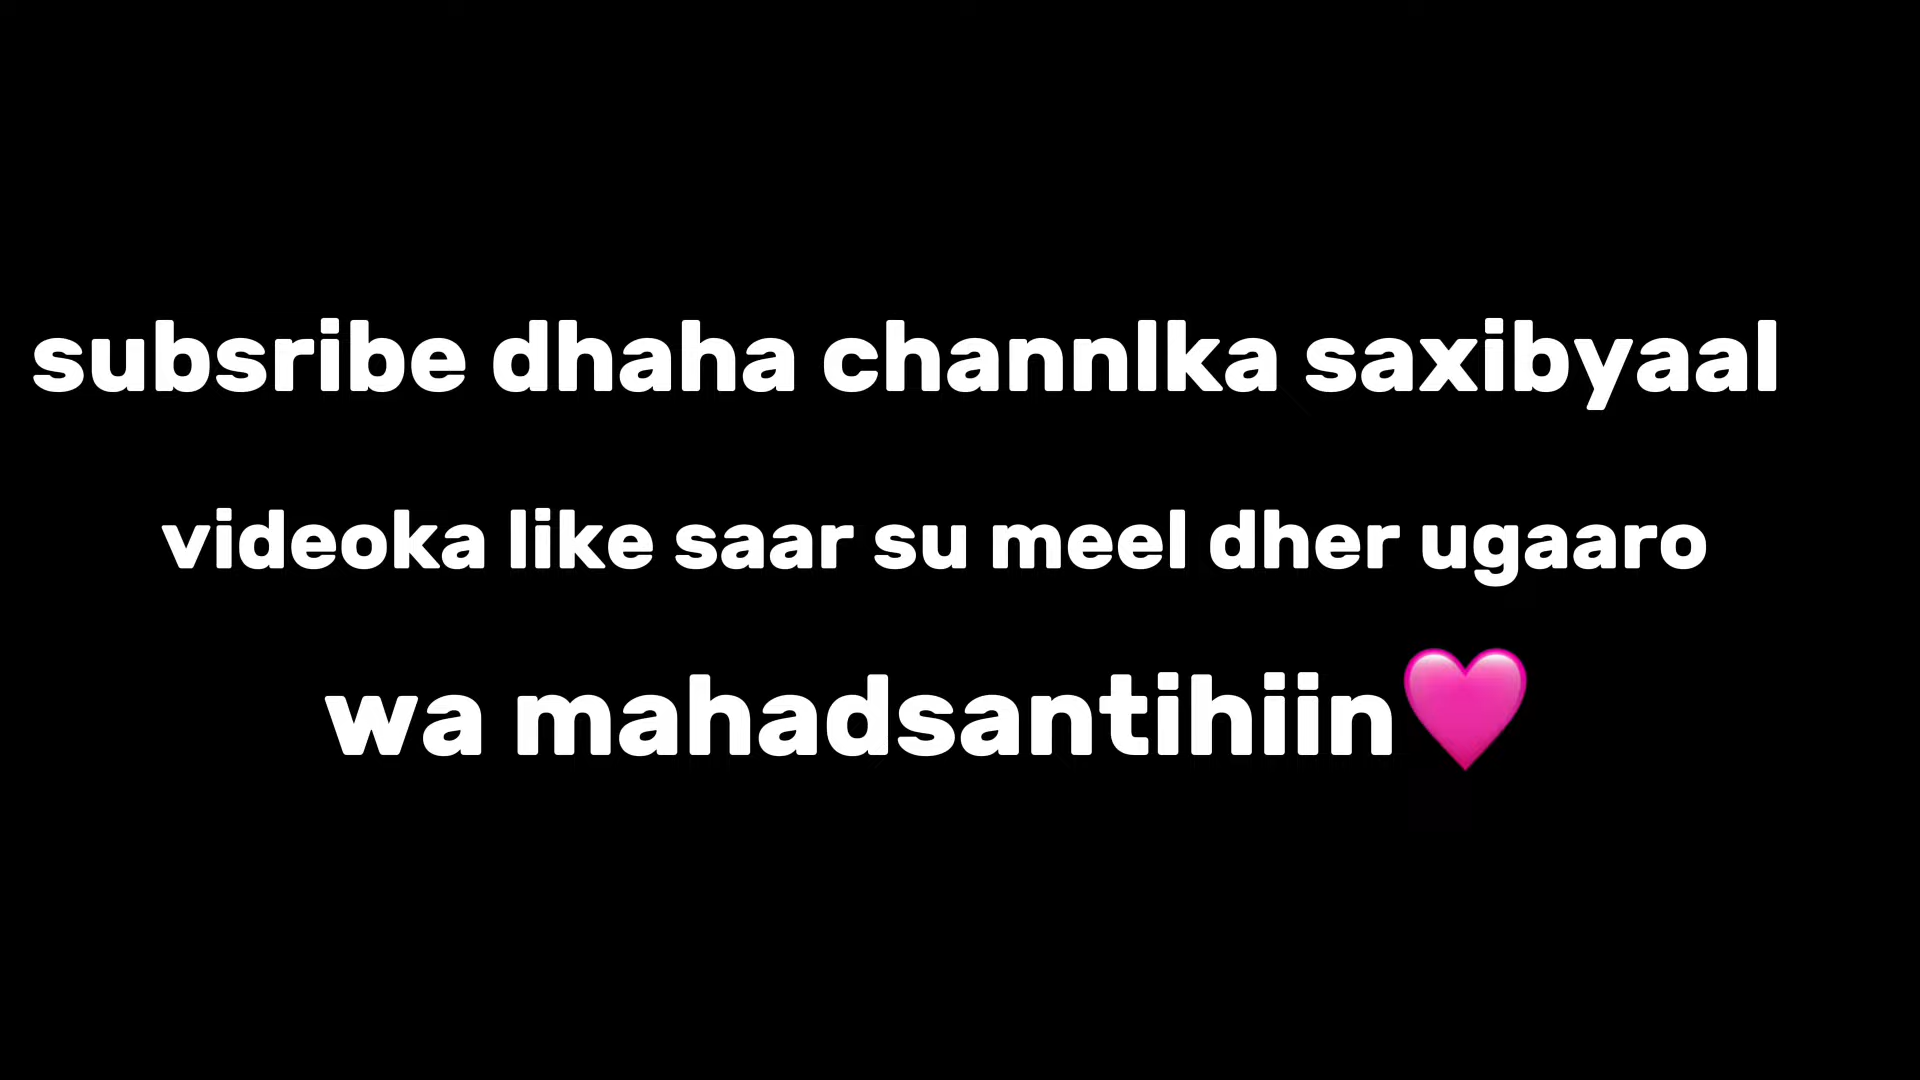 subsribe dhaha channlka saxibyaal
videoka like saar su meel dher ugaaro
wa mahadsantihiin🩷